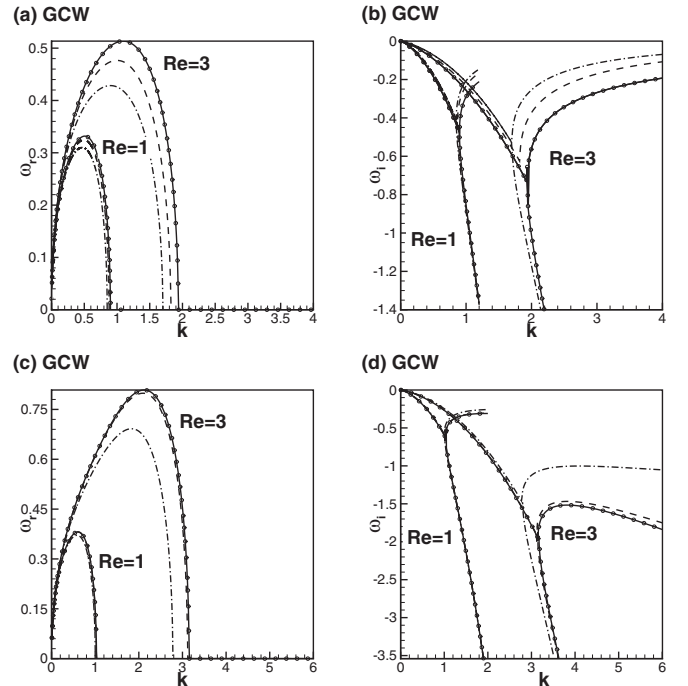 (a) GCW
0.5
0.4
0.3
0.2
0.1
0
ωr
Re=3
Re=1
0 0.5 1 1.5 2 2.5 3 3.5 4
k
(b) GCW
0
-0.2
-0.4
-0.6
-0.8
-1
-1.2
-1.4
ωi
Re=3
Re=1
0 1 2 3 4
k
(c) GCW
0.75
0.6
0.45
0.3
0.15
0
ωr
Re=3
Re=1
0 1 2 3 4 5 6
k
(d) GCW
0
-0.5
-1
-1.5
-2
-2.5
-3
-3.5
ωi
Re=1
Re=3
0 1 2 3 4 5 6
k